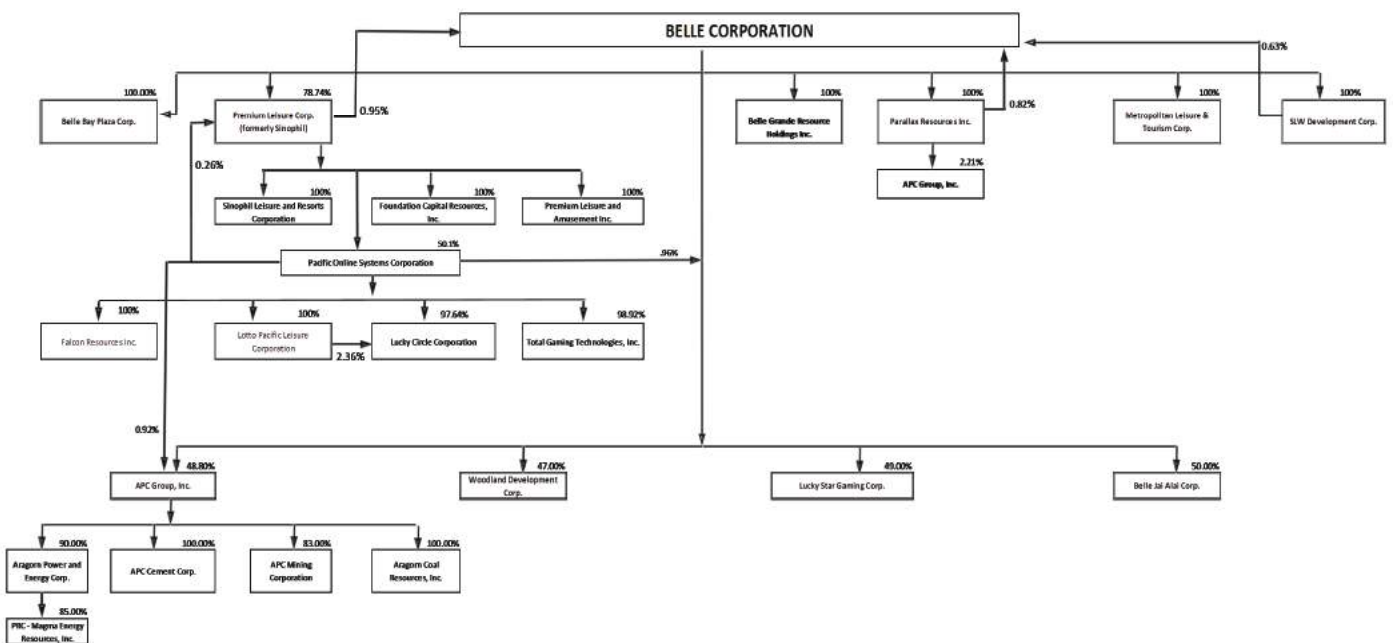 BELLE CORPORATION
0.63%
100.00%
78.74%
100%
100%
100%
100%
Belle Bay Plaza Corp.
Premium Leisure Corp.
(formerly Sinophil)
0.95%
Belle Grande Resource
Holdings Inc.
Parallax Resources Inc.
0.82%
Metropolitan Leisure &
Tourism Corp.
SLW Development Corp.
0.26%
2.21%
APC Group, Inc.
100%
100%
100%
Sinophil Leisure and Resorts
Corporation
Foundation Capital Resources,
Inc.
Premium Leisure and
Amusement Inc.
50.1%
Pacific Online Systems Corporation
.96%
100%
100%
97.64%
98.92%
Falcon Resources Inc.
Lotto Pacific Leisure
Corporation
2.36%
Lucky Circle Corporation
Total Gaming Technologies, Inc.
0.92%
48.80%
47.00%
49.00%
50.00%
APC Group, Inc.
Woodland Development
Corp.
Lucky Star Gaming Corp.
Belle Jai Alai Corp.
90.00%
100.00%
83.00%
100.00%
Aragorn Power and
Energy Corp.
APC Cement Corp.
APC Mining
Corporation
Aragorn Coal
Resources, Inc.
85.00%
PRC - Magma Energy
Resources, Inc.